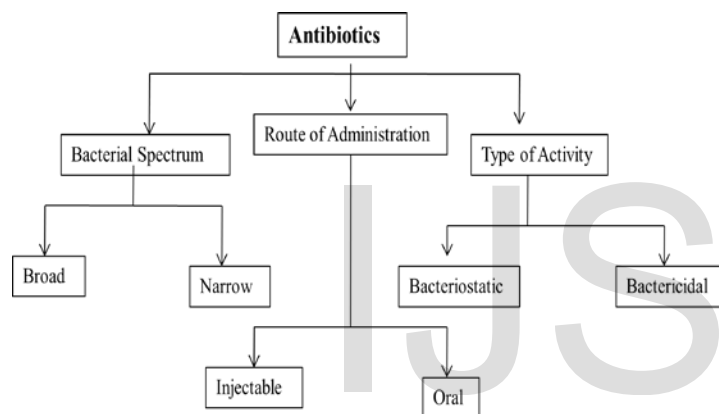 Antibiotics
Bacterial Spectrum
Route of Administration
Type of Activity
Broad
Narrow
Bacteriostatic
Bactericidal
Injectable
Oral
IJS